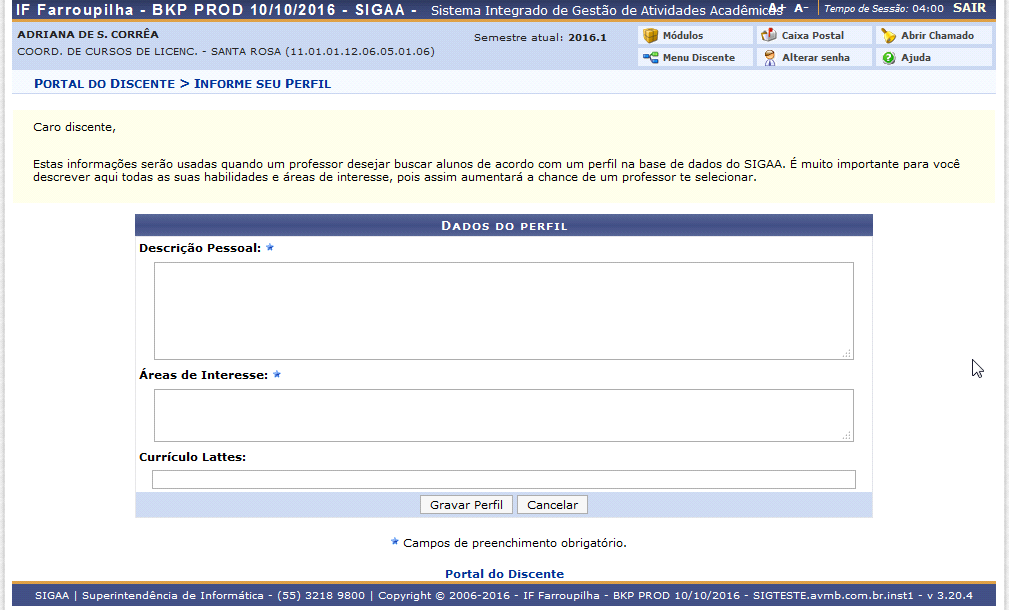 IF Farroupilha - BKP PROD 10/10/2016 - SIGAA - Sistema Integrado de Gestão de Atividades Acadêmicas A+ A- Tempo de Sessão: 04:00 SAIR
ADRIANA DE S. CORRÊA Semestre atual: 2016.1 Módulos Caixa Postal Abrir Chamado
COORD. DE CURSOS DE LICENC. - SANTA ROSA (11.01.01.12.06.05.01.06) Menu Discente Alterar senha Ajuda
PORTAL DO DISCENTE > INFORME SEU PERFIL
Caro discente,
Estas informações serão usadas quando um professor desejar buscar alunos de acordo com um perfil na base de dados do SIGAA. É muito importante para você
descrever aqui todas as suas habilidades e áreas de interesse, pois assim aumentará a chance de um professor te selecionar.
DADOS DO PERFIL
Descrição Pessoal:
Áreas de Interesse:
Currículo Lattes:
Gravar Perfil Cancelar
Campos de preenchimento obrigatório.
Portal do Discente
SIGAA | Superintendência de Informática - (55) 3218 9800 | Copyright © 2006-2016 - IF Farroupilha - BKP PROD 10/10/2016 - SIGTESTE.avmb.com.br.inst1 - v 3.20.4